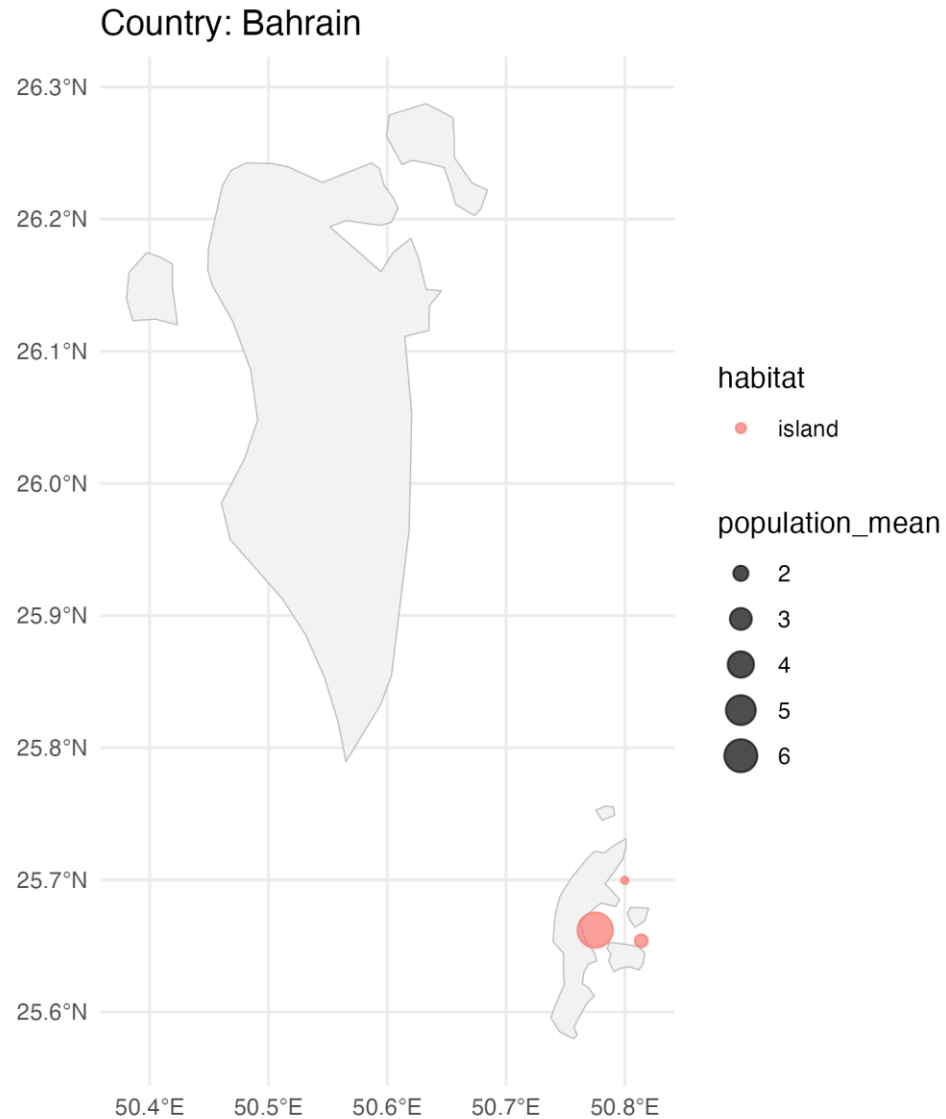 Country: Bahrain
26.3°N
26.2°N
26.1°N
26.0°N
25.9°N
25.8°N
25.7°N
25.6°N
50.4°E
50.5°E
50.6°E
50.7°E
50.8°E
habitat
island
population_mean
2
3
4
5
6